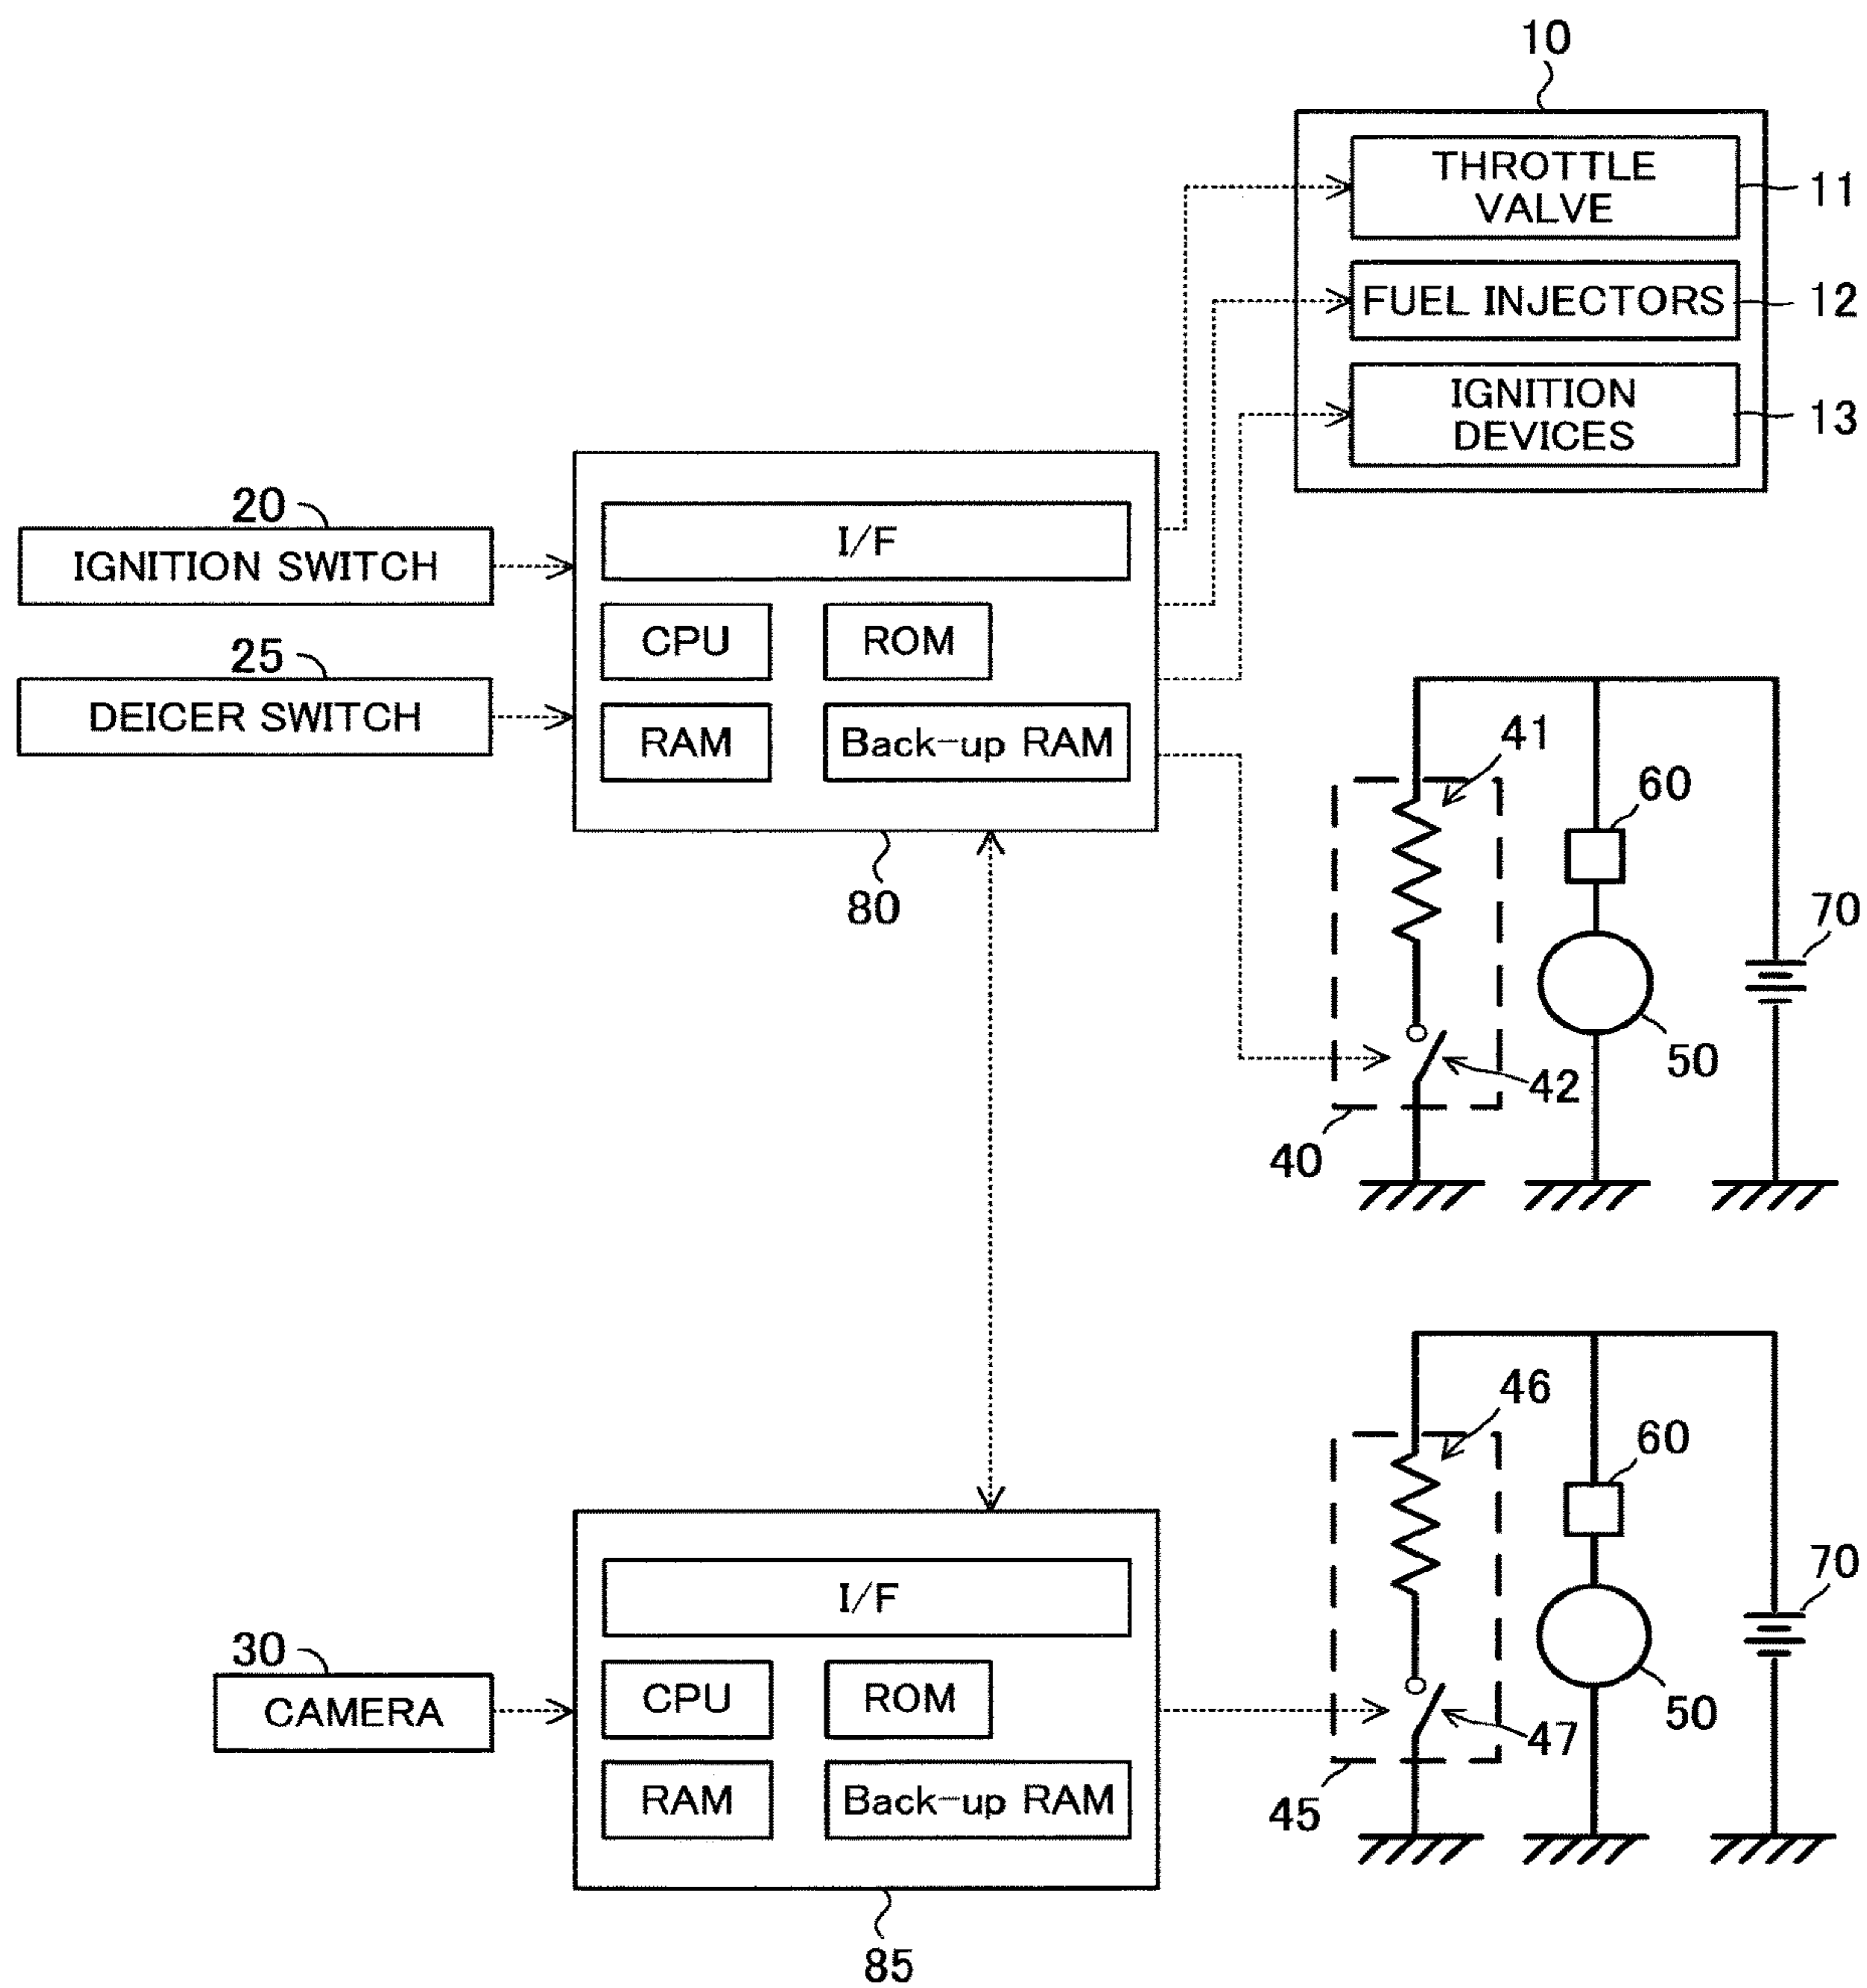 10
THROTTLE
VALVE
11
FUEL INJECTORS
12
IGNITION
DEVICES
13
20
IGNITION SWITCH
25
DEICER SWITCH
I/F
CPU
ROM
RAM
Back-up RAM
80
41
60
70
50
42
40
30
CAMERA
I/F
CPU
ROM
RAM
Back-up RAM
85
46
60
70
50
47
45